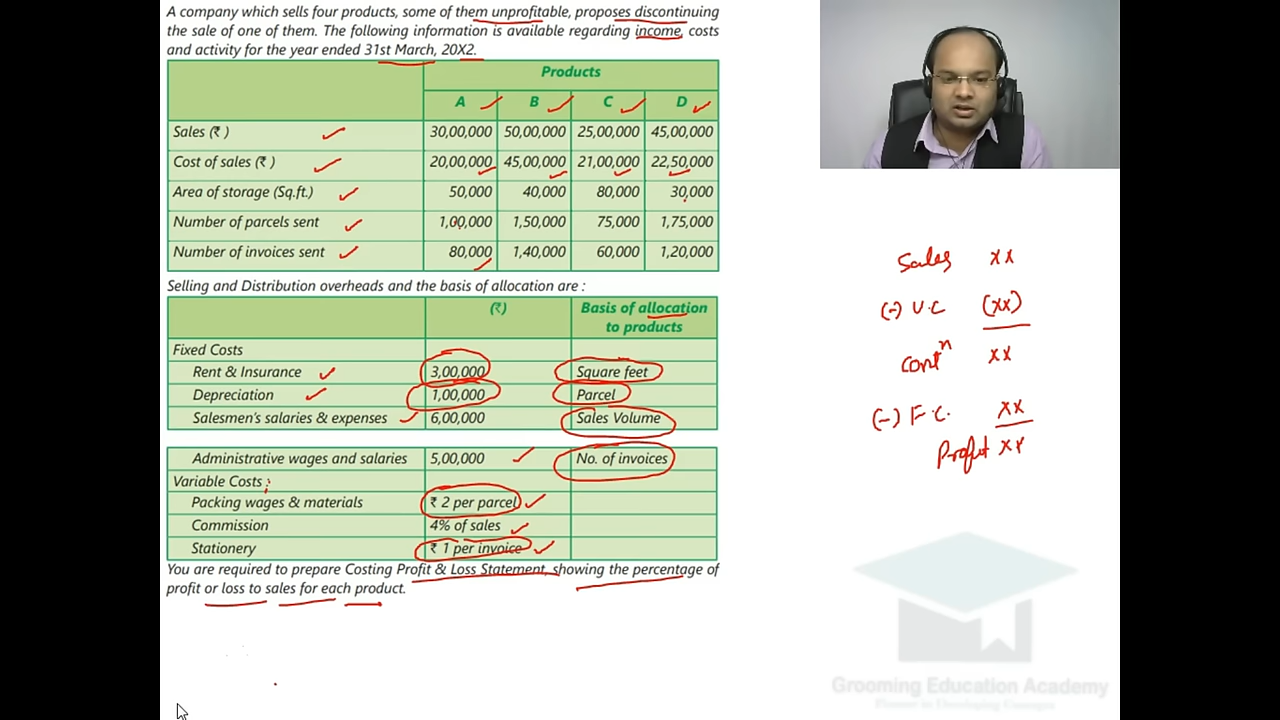 A company which sells four products, some of them unprofitable, proposes discontinuing
the sale of one of them. The following information is available regarding income, costs
and activity for the year ended 31st March, 20X2.
Products
A B C D
Sales (₹ ) 30,00,000 50,00,000 25,00,000 45,00,000
Cost of sales (₹ ) 20,00,000 45,00,000 21,00,000 22,50,000
Area of storage (Sq.ft.) 50,000 40,000 80,000 30,000
Number of parcels sent 1,00,000 1,50,000 75,000 1,75,000
Number of invoices sent 80,000 1,40,000 60,000 1,20,000
Selling and Distribution overheads and the basis of allocation are :
(₹) Basis of allocation
to products
Fixed Costs
Rent & Insurance 3,00,000 Square feet
Depreciation 1,00,000 Parcel
Salesmen's salaries & expenses 6,00,000 Sales Volume
Administrative wages and salaries 5,00,000 No. of invoices
Variable Costs :
Packing wages & materials ₹ 2 per parcel
Commission 4% of sales
Stationery ₹ 1 per invoice
You are required to prepare Costing Profit & Loss Statement, showing the percentage of
profit or loss to sales for each product.
Sales xx
(-) V.C (xx)
contn xx
(-) F.C. xx
Profit xx
Grooming Education Academy